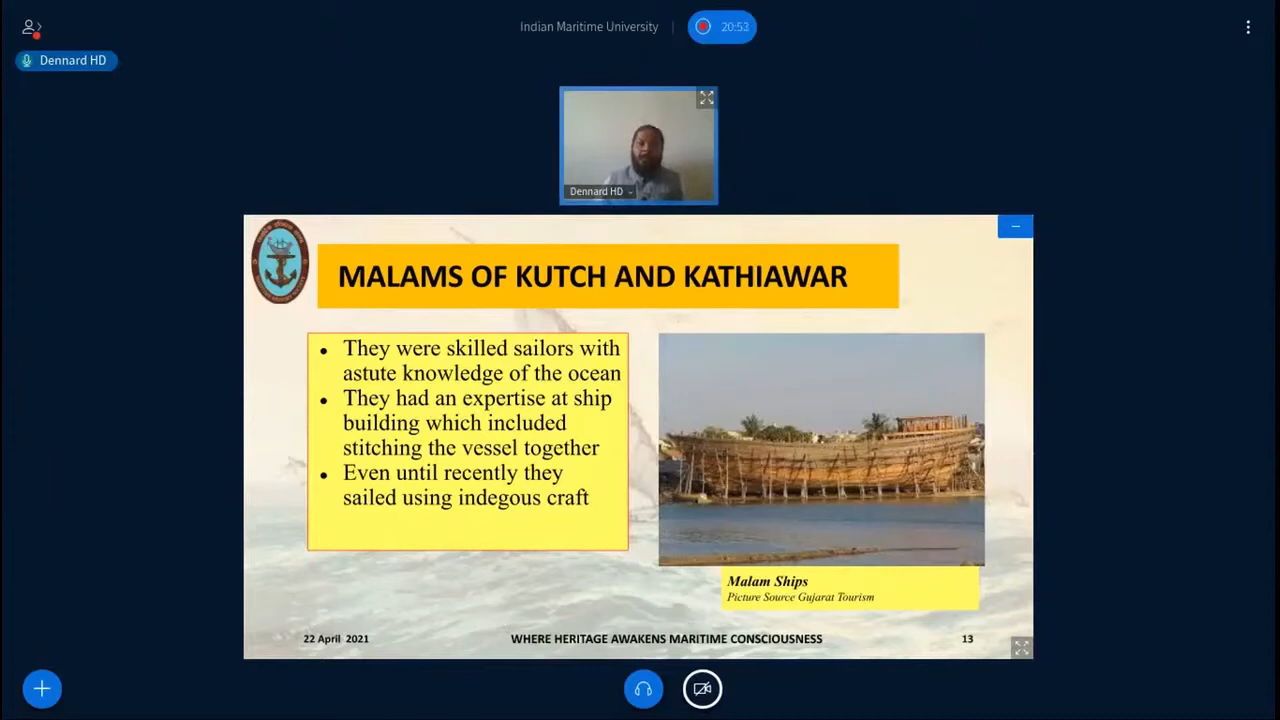 Indian Maritime University
20:53
Dennard HD
Dennard HD
MALAMS OF KUTCH AND KATHIAWAR
• They were skilled sailors with
astute knowledge of the ocean
• They had an expertise at ship
building which included
stitching the vessel together
• Even until recently they
sailed using indegous craft
Malam Ships
Picture Source Gujarat Tourism
22 April 2021
WHERE HERITAGE AWAKENS MARITIME CONSCIOUSNESS
13